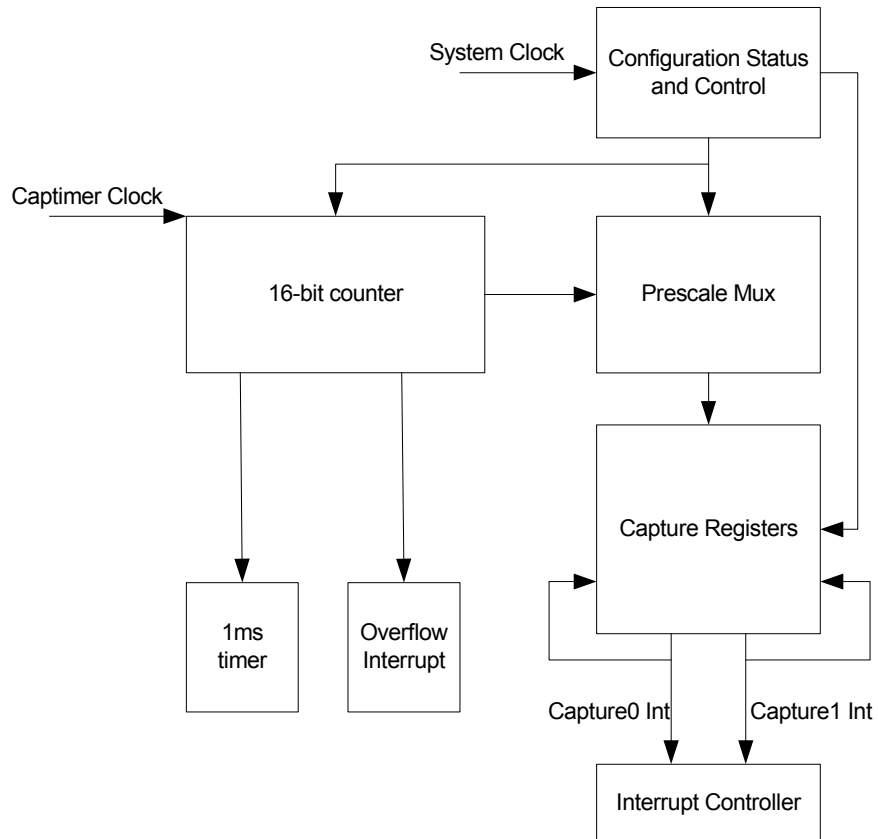 System Clock
Configuration Status
and Control
Captimer Clock
16-bit counter
Prescale Mux
Capture Registers
1ms
timer
Overflow
Interrupt
Capture0 Int
Capture1 Int
Interrupt Controller